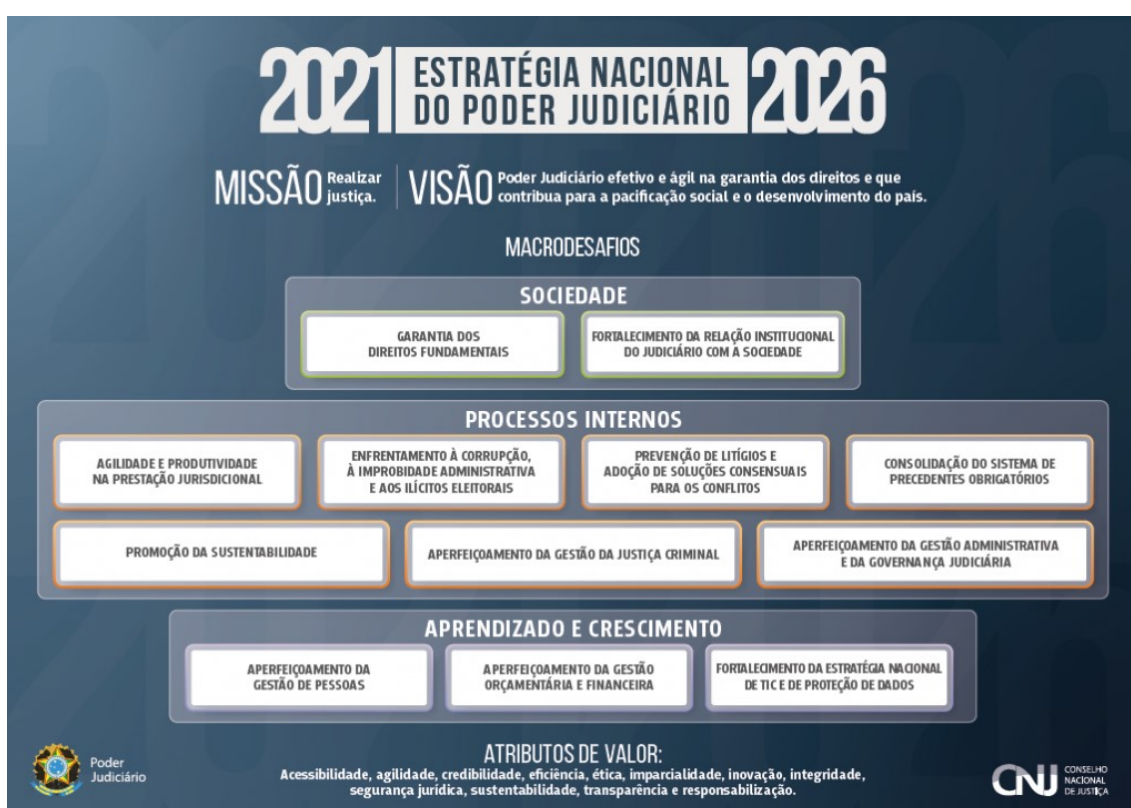 2021 ESTRATÉGIA NACIONAL DO PODER JUDICIÁRIO 2026
MISSÃO Realizar justiça.
VISÃO Poder Judiciário efetivo e ágil na garantia dos direitos e que
contribua para a pacificação social e o desenvolvimento do país.
MACRODESAFIOS
SOCIEDADE
GARANTIA DOS
DIREITOS FUNDAMENTAIS
FORTALECIMENTO DA RELAÇÃO INSTITUCIONAL
DO JUDICIÁRIO COM A SOCIEDADE
PROCESSOS INTERNOS
AGILIDADE E PRODUTIVIDADE
NA PRESTAÇÃO JURISDICIONAL
ENFRENTAMENTO À CORRUPÇÃO,
À IMPROBIDADE ADMINISTRATIVA
E AOS ILÍCITOS ELEITORAIS
PREVENÇÃO DE LITÍGIOS E
ADOÇÃO DE SOLUÇÕES CONSENSUAIS
PARA OS CONFLITOS
CONSOLIDAÇÃO DO SISTEMA DE
PRECEDENTES OBRIGATÓRIOS
PROMOÇÃO DA SUSTENTABILIDADE
APERFEIÇOAMENTO DA GESTÃO DA JUSTIÇA CRIMINAL
APERFEIÇOAMENTO DA GESTÃO ADMINISTRATIVA
E DA GOVERNANÇA JUDICIÁRIA
APRENDIZADO E CRESCIMENTO
APERFEIÇOAMENTO DA
GESTÃO DE PESSOAS
APERFEIÇOAMENTO DA GESTÃO
ORÇAMENTÁRIA E FINANCEIRA
FORTALECIMENTO DA ESTRATÉGIA NACIONAL
DE TIC E DE PROTEÇÃO DE DADOS
Poder
Judiciário
ATRIBUTOS DE VALOR:
Acessibilidade, agilidade, credibilidade, eficiência, ética, imparcialidade, inovação, integridade,
segurança jurídica, sustentabilidade, transparência e responsabilização.
CNJ
CONSELHO
NACIONAL
DE JUSTIÇA